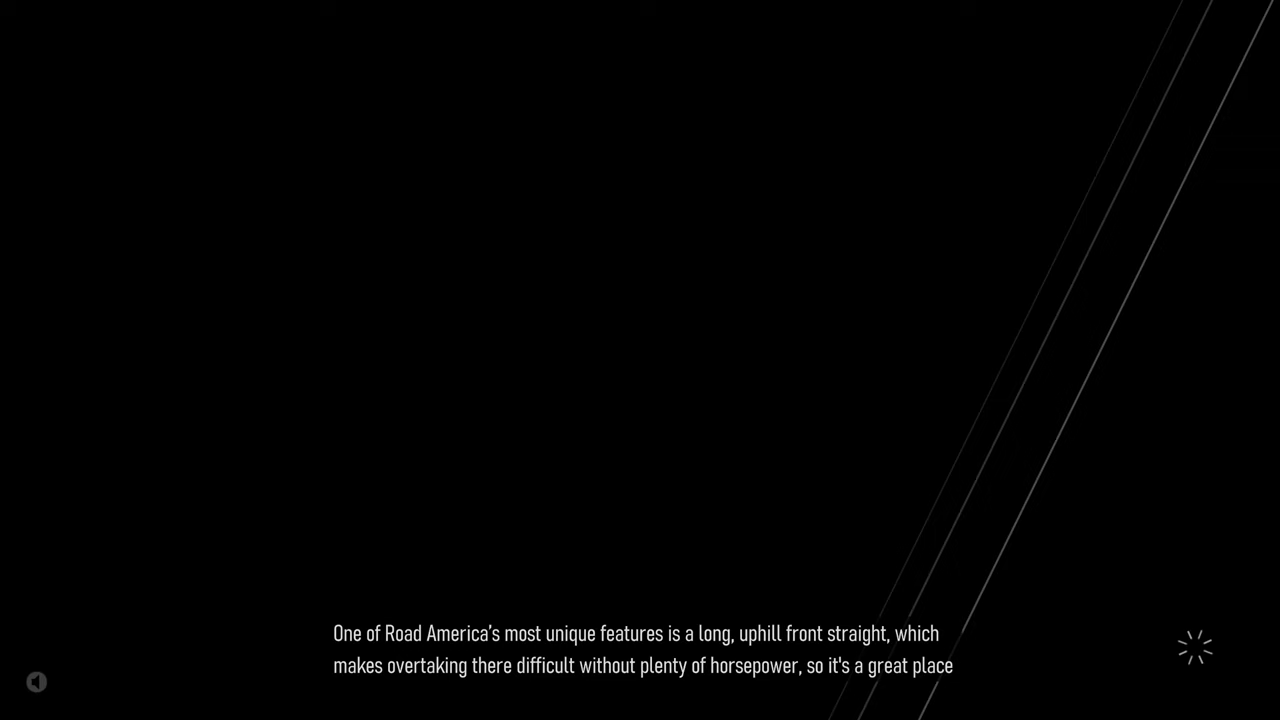 One of Road America’s most unique features is a long, uphill front straight, which
makes overtaking there difficult without plenty of horsepower, so it's a great place